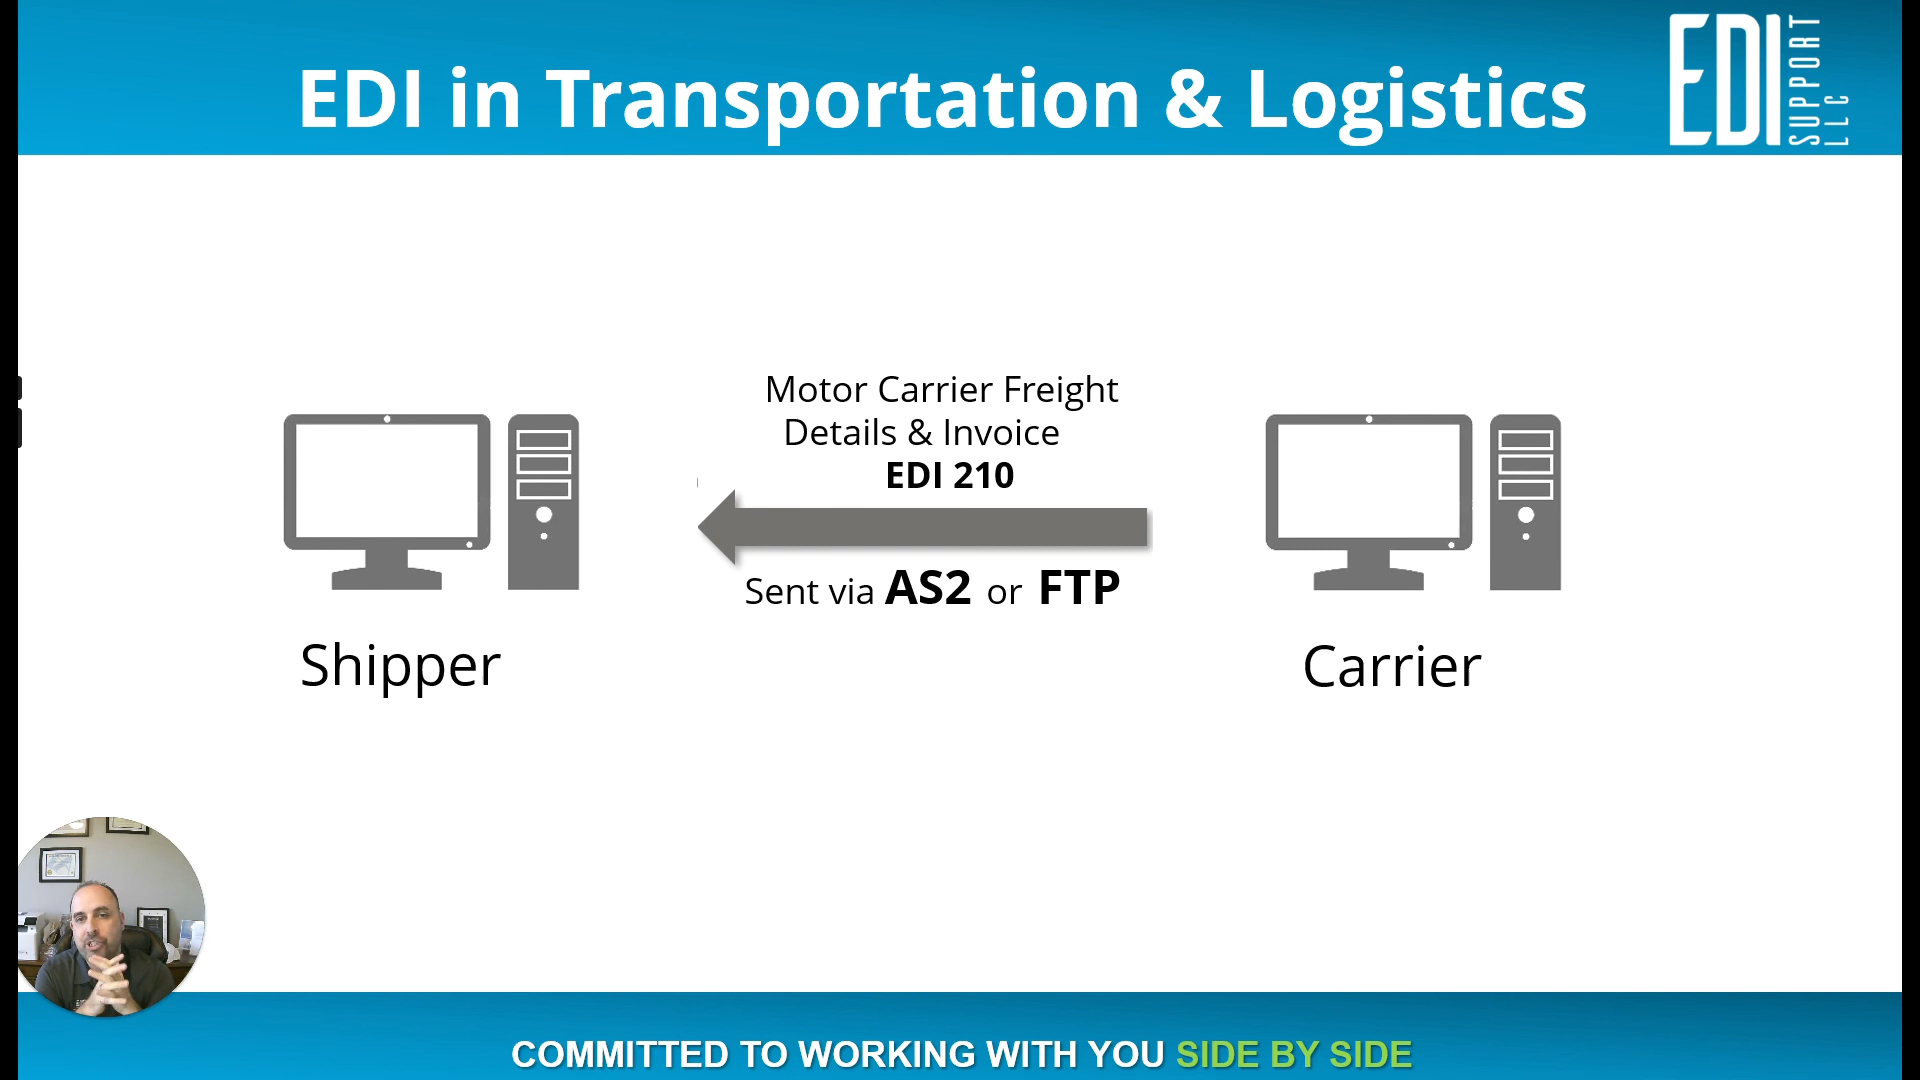 EDI in Transportation & Logistics
EDI
SUPPORT
LLC
Motor Carrier Freight
Details & Invoice
EDI 210
Sent via AS2 or FTP
Shipper
Carrier
COMMITTED TO WORKING WITH YOU SIDE BY SIDE